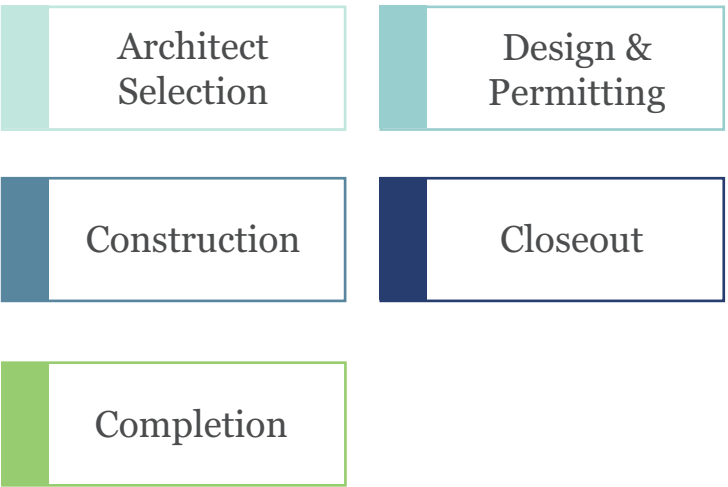 Architect
Selection
Design &
Permitting
Construction
Closeout
Completion